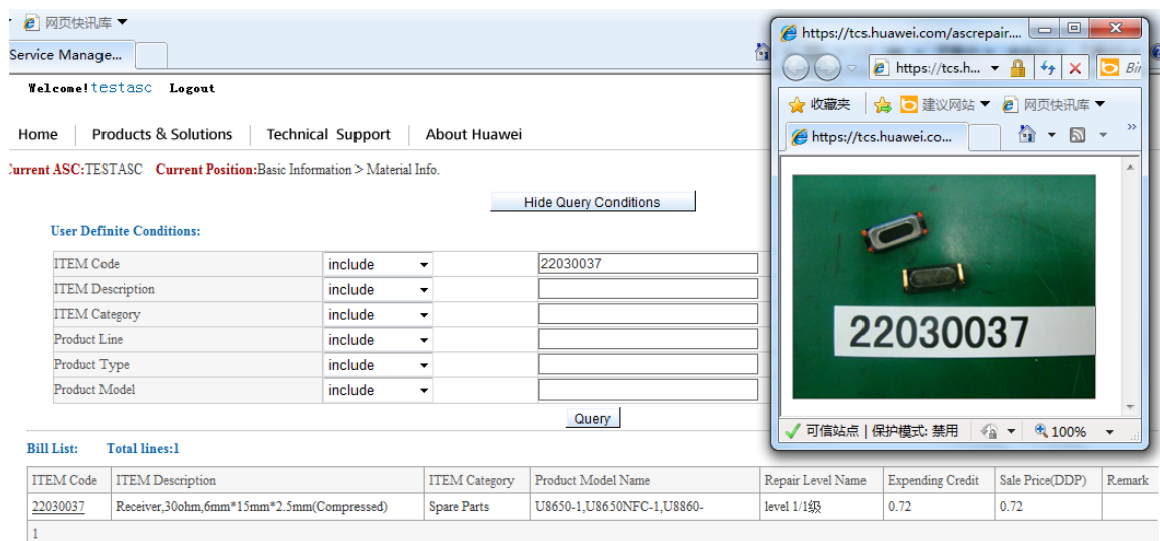 网页快讯库
Service Manage...
Welcome!testasc Logout
Home Products & Solutions Technical Support About Huawei
Current ASC:TESTASC Current Position:Basic Information > Material Info.
Hide Query Conditions
User Definite Conditions:
ITEM Code include 22030037
ITEM Description include
ITEM Category include
Product Line include
Product Type include
Product Model include
Query
Bill List: Total lines:1
ITEM Code ITEM Description ITEM Category Product Model Name Repair Level Name Expending Credit Sale Price(DDP) Remark
22030037 Receiver,30ohm,6mm*15mm*2.5mm(Compressed) Spare Parts U8650-1,U8650NFC-1,U8860- level 1/1级 0.72 0.72
1
https://tcs.huawei.com/ascrepair....
https://tcs.h... Bin
收藏夹 建议网站 网页快讯库
https://tcs.huawei.co...
22030037
可信站点 | 保护模式: 禁用 100%